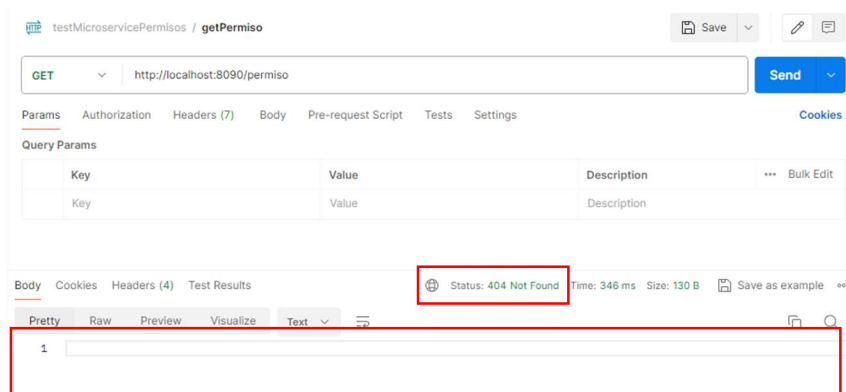 HTTP testMicroservicePermisos / getPermiso Save
GET http://localhost:8090/permiso Send
Params Authorization Headers (7) Body Pre-request Script Tests Settings Cookies
Query Params
Key Value Description ••• Bulk Edit
Key Value Description
Body Cookies Headers (4) Test Results Status: 404 Not Found Time: 346 ms Size: 130 B Save as example
Pretty Raw Preview Visualize Text
1